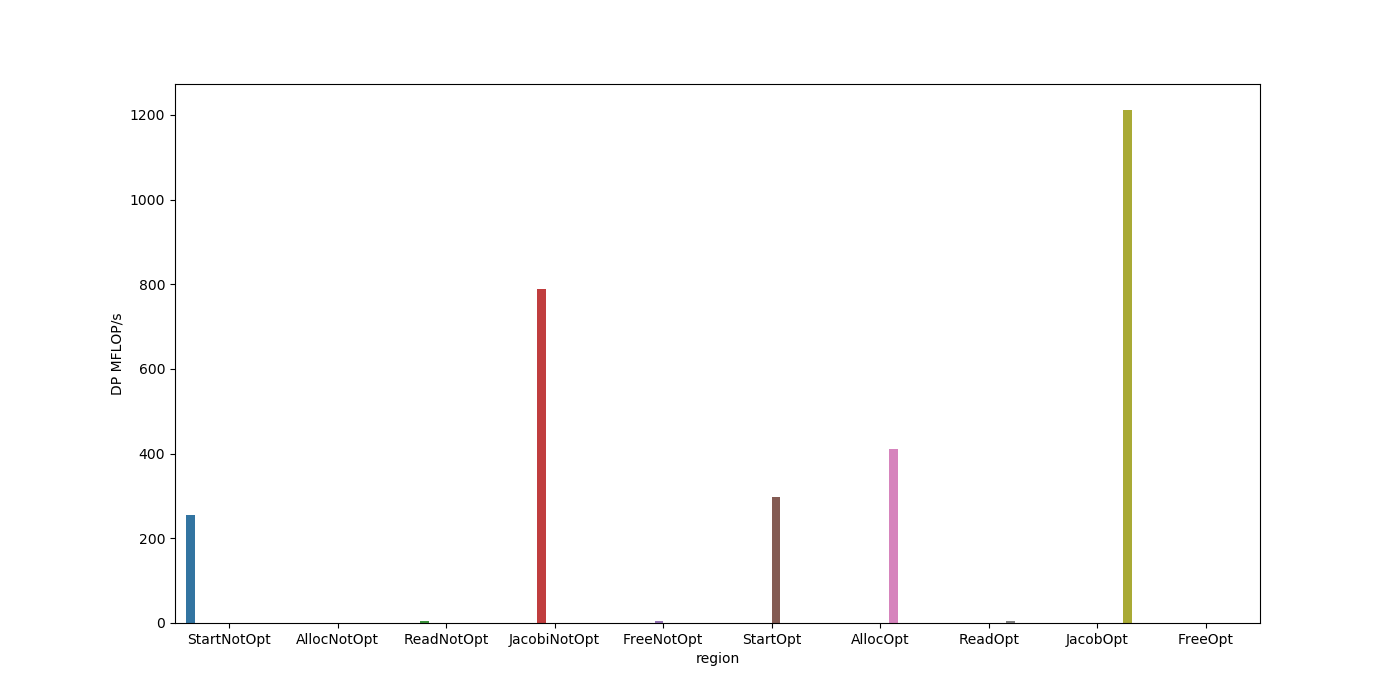 1200
1000
800
600
400
200
0
DP MFLOP/s
StartNotOpt AllocNotOpt ReadNotOpt JacobiNotOpt FreeNotOpt StartOpt AllocOpt ReadOpt JacobOpt FreeOpt
region